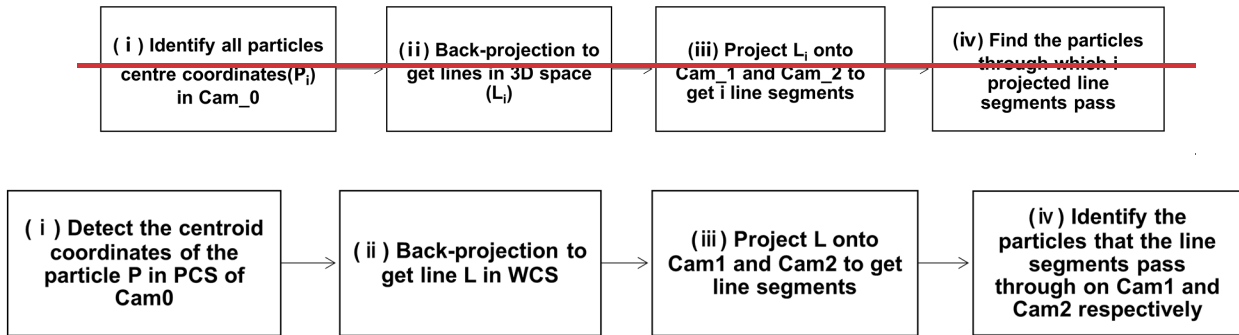 (ⅰ) Identify all particles
centre coordinates(Pi)
in Cam_0
(ii) Back-projection to
get lines in 3D space
(Li)
(iii) Project Li onto
Cam_1 and Cam_2 to
get i line segments
(iv) Find the particles
through which i
projected line
segments pass
(ⅰ) Detect the centroid
coordinates of the
particle P in PCS of
Cam0
(ⅱ) Back-projection to
get line L in WCS
(ⅲ) Project L onto
Cam1 and Cam2 to get
line segments
(ⅳ) Identify the
particles that the line
segments pass
through on Cam1 and
Cam2 respectively